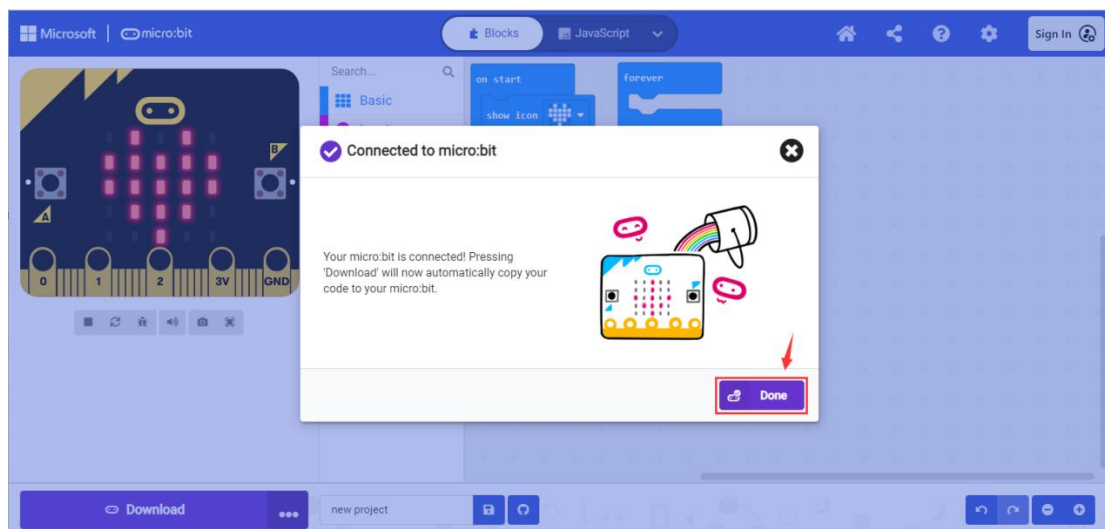 Microsoft
micro:bit
Blocks
JavaScript
Sign In
Search...
Basic
on start
show icon
forever
B
A
0
1
2
3V
GND
Connected to micro:bit
Your micro:bit is connected! Pressing
'Download' will now automatically copy your
code to your micro:bit.
Done
Download
new project